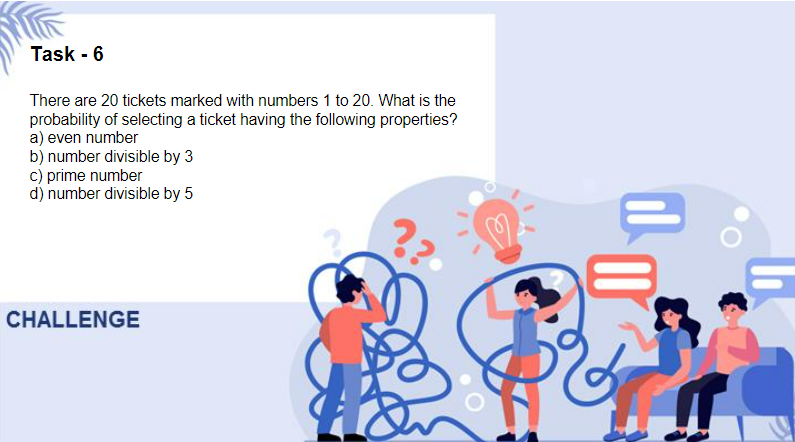 Task - 6
There are 20 tickets marked with numbers 1 to 20. What is the
probability of selecting a ticket having the following properties?
a) even number
b) number divisible by 3
c) prime number
d) number divisible by 5
? ? ?
?
CHALLENGE